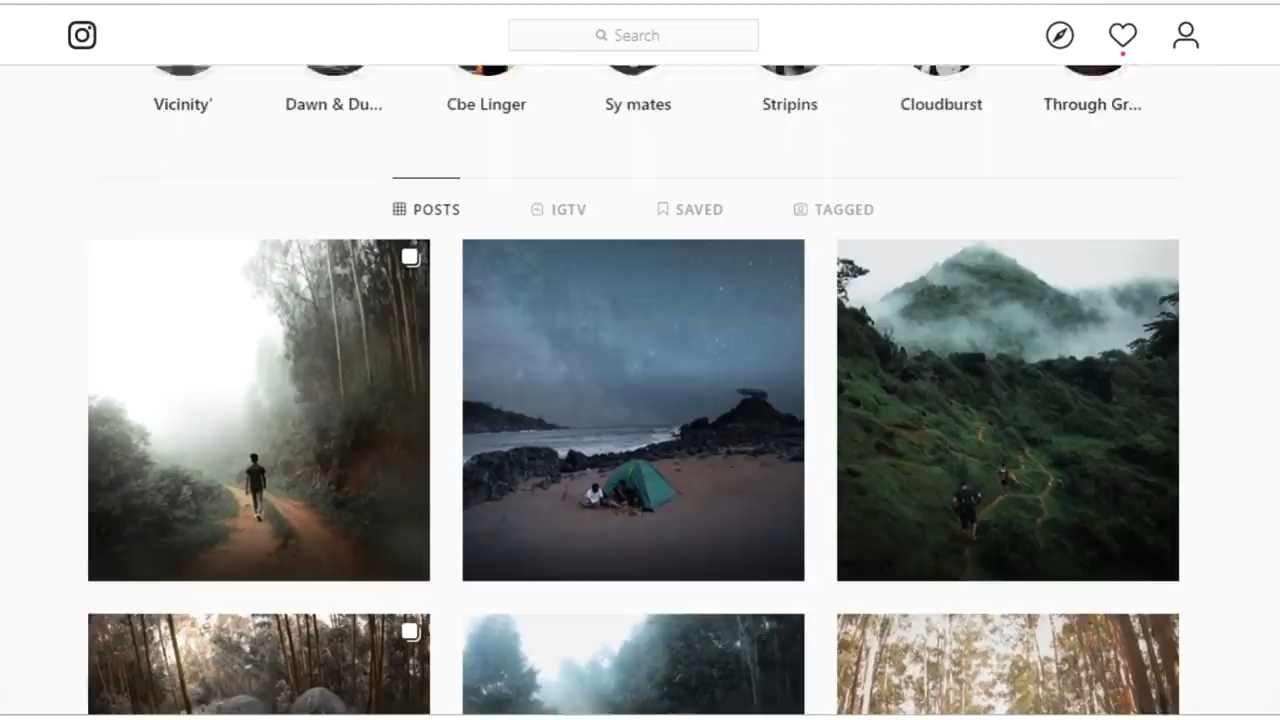 Search
Vicinity' Dawn & Du... Cbe Linger Sy mates Stripins Cloudburst Through Gr...
POSTS IGTV SAVED TAGGED